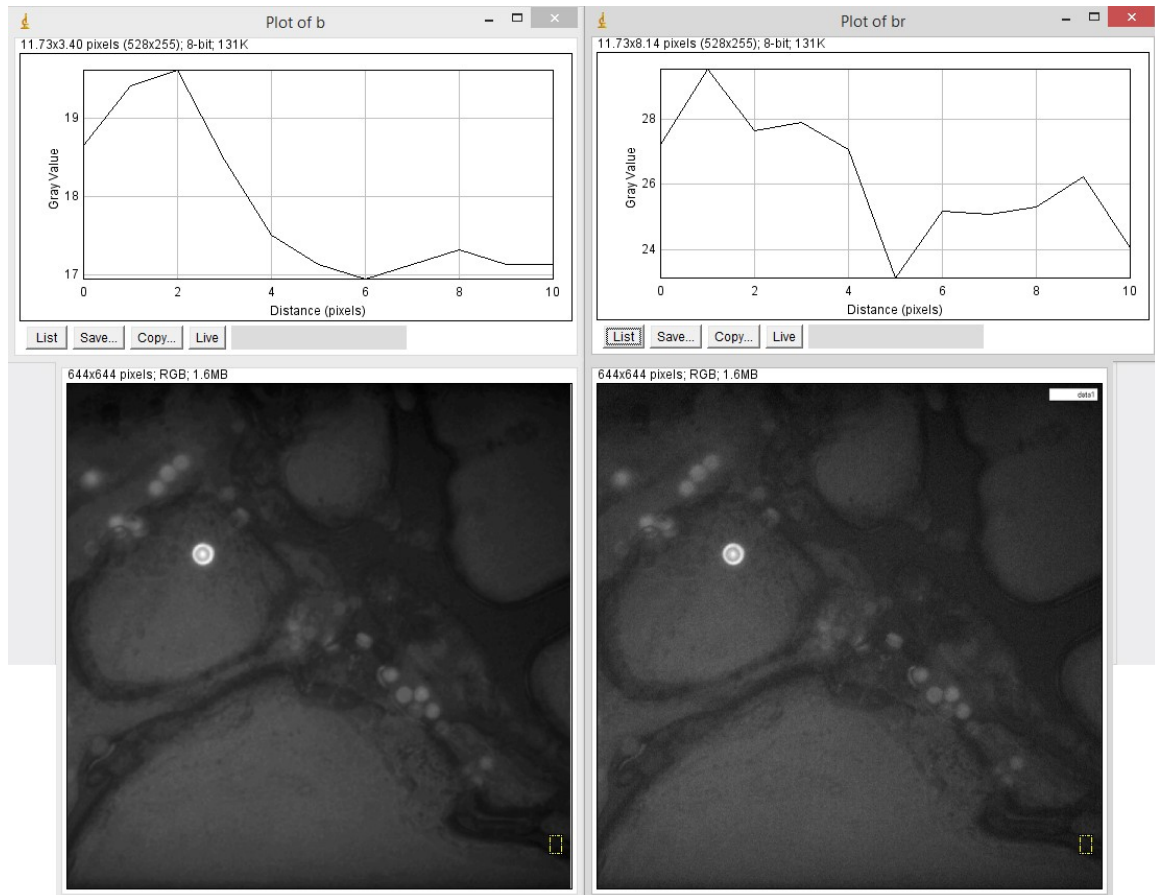 Plot of b
11.73x3.40 pixels (528x255); 8-bit; 131K
19
18
17
Gray Value
0 2 4 6 8 10
Distance (pixels)
List Save... Copy... Live
644x644 pixels; RGB; 1.6MB
Plot of br
11.73x8.14 pixels (528x255); 8-bit; 131K
28
26
24
Gray Value
0 2 4 6 8 10
Distance (pixels)
List Save... Copy... Live
644x644 pixels; RGB; 1.6MB
data1